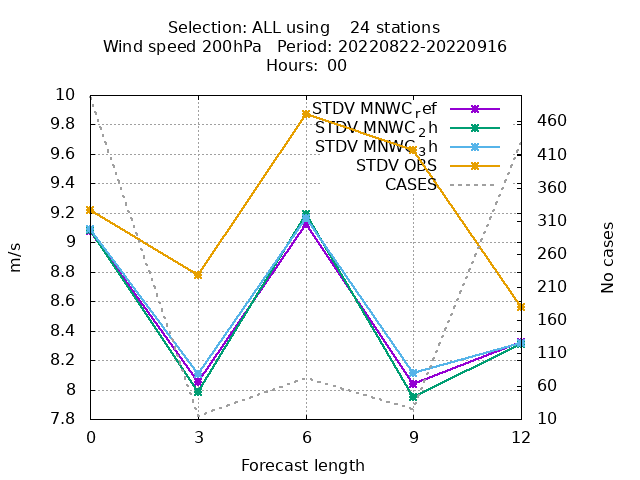 Selection: ALL using    24 stations
Wind speed 200hPa   Period: 20220822-20220916
Hours: 00
STDV MNWC_ref
STDV MNWC_2h
STDV MNWC_3h
STDV OBS
CASES
10
9.8
9.6
9.4
9.2
9
8.8
8.6
8.4
8.2
8
7.8
m/s
460
410
360
310
260
210
160
110
60
10
No cases
0 3 6 9 12
Forecast length